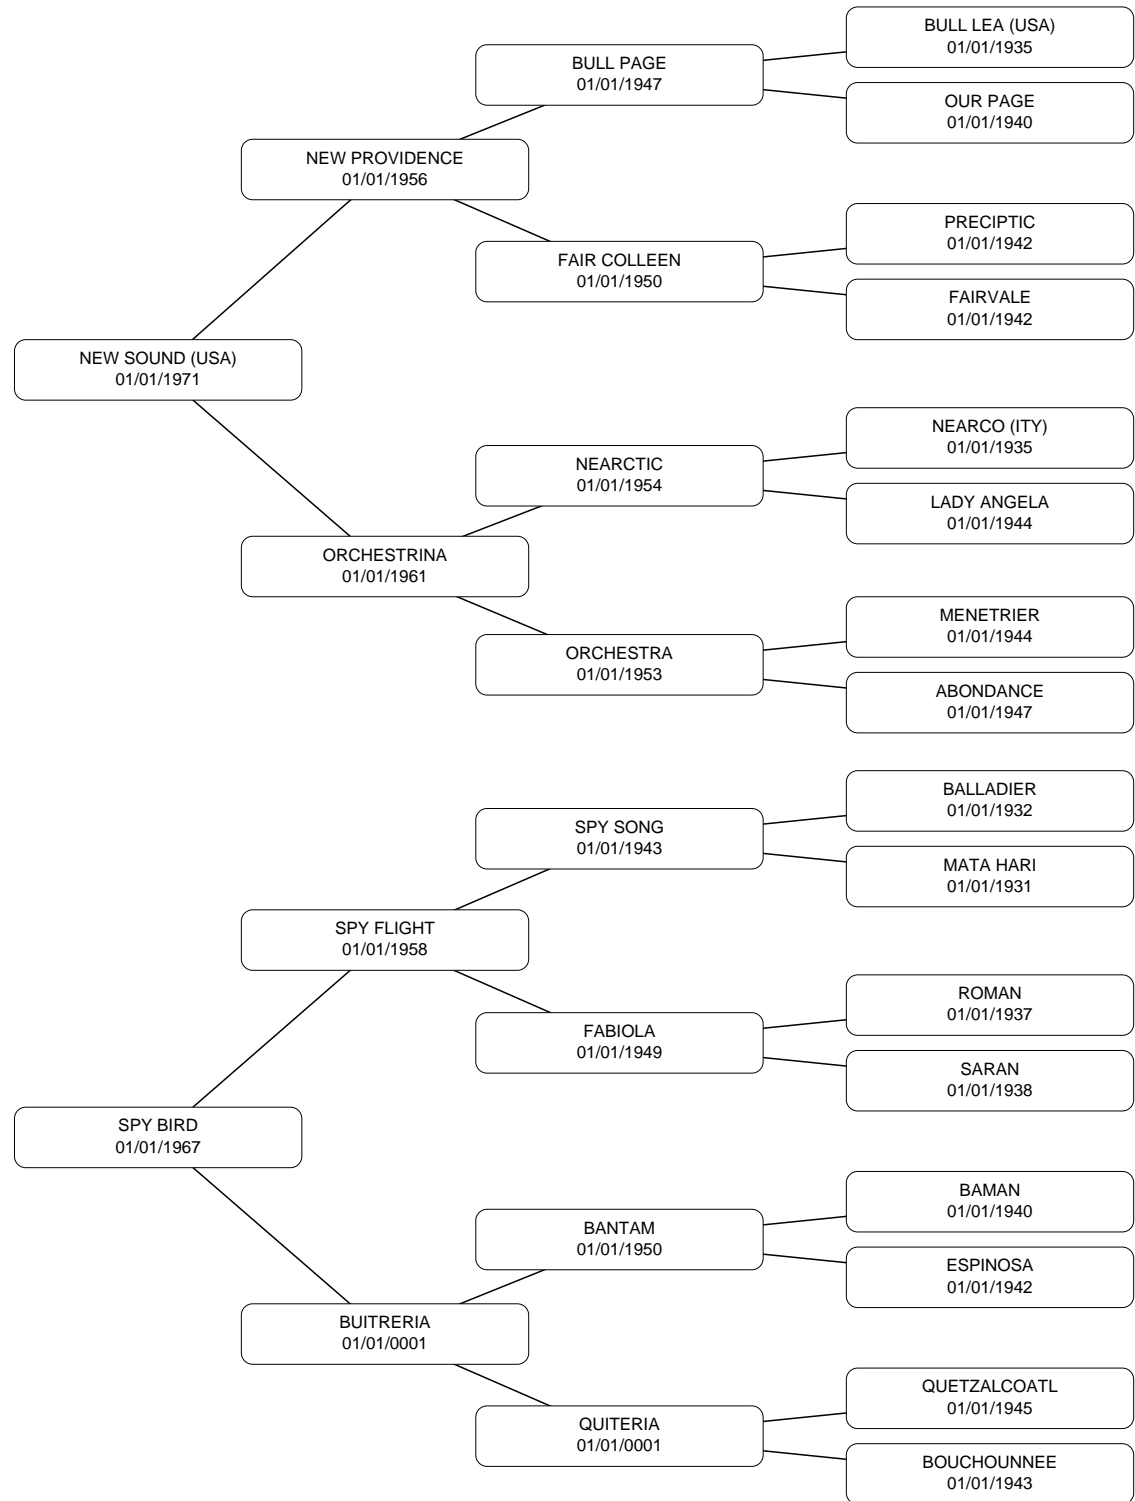 BULL LEA (USA)
01/01/1935
BULL PAGE
01/01/1947
OUR PAGE
01/01/1940
NEW PROVIDENCE
01/01/1956
PRECIPTIC
01/01/1942
FAIR COLLEEN
01/01/1950
FAIRVALE
01/01/1942
NEW SOUND (USA)
01/01/1971
NEARCO (ITY)
01/01/1935
NEARCTIC
01/01/1954
LADY ANGELA
01/01/1944
ORCHESTRINA
01/01/1961
MENETRIER
01/01/1944
ORCHESTRA
01/01/1953
ABONDANCE
01/01/1947
BALLADIER
01/01/1932
SPY SONG
01/01/1943
MATA HARI
01/01/1931
SPY FLIGHT
01/01/1958
ROMAN
01/01/1937
FABIOLA
01/01/1949
SARAN
01/01/1938
SPY BIRD
01/01/1967
BAMAN
01/01/1940
BANTAM
01/01/1950
ESPINOSA
01/01/1942
BUITRERIA
01/01/0001
QUETZALCOATL
01/01/1945
QUITERIA
01/01/0001
BOUCHOUNNEE
01/01/1943